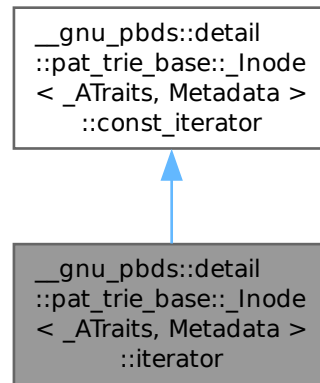 __gnu_pbds::detail
::pat_trie_base::_Inode
< _ATraits, Metadata >
::const_iterator
__gnu_pbds::detail
::pat_trie_base::_Inode
< _ATraits, Metadata >
::iterator